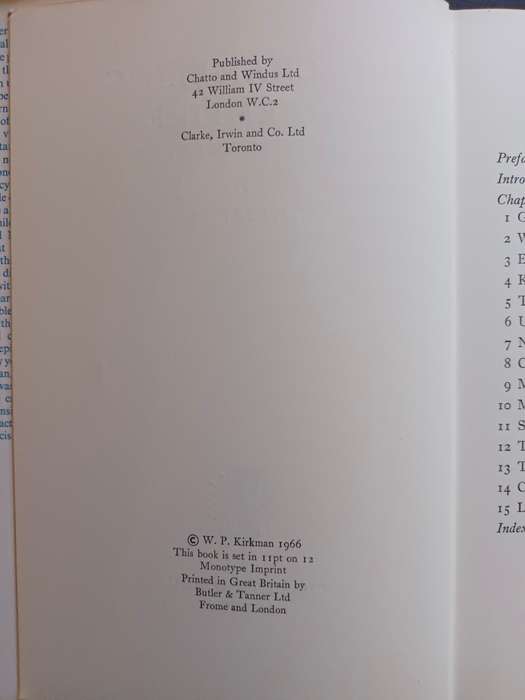 Published by
Chatto and Windus Ltd
42 William IV Street
London W.C.2
*
Clarke, Irwin and Co. Ltd
Toronto
© W. P. Kirkman 1966
This book is set in 11pt on 12
Monotype Imprint
Printed in Great Britain by
Butler & Tanner Ltd
Frome and London
Prefa
Intro
Chap
1 G
2 W
3 E
4 K
5 T
6 U
7 N
8 C
9 M
10 M
11 S
12 T
13 T
14 C
15 L
Index